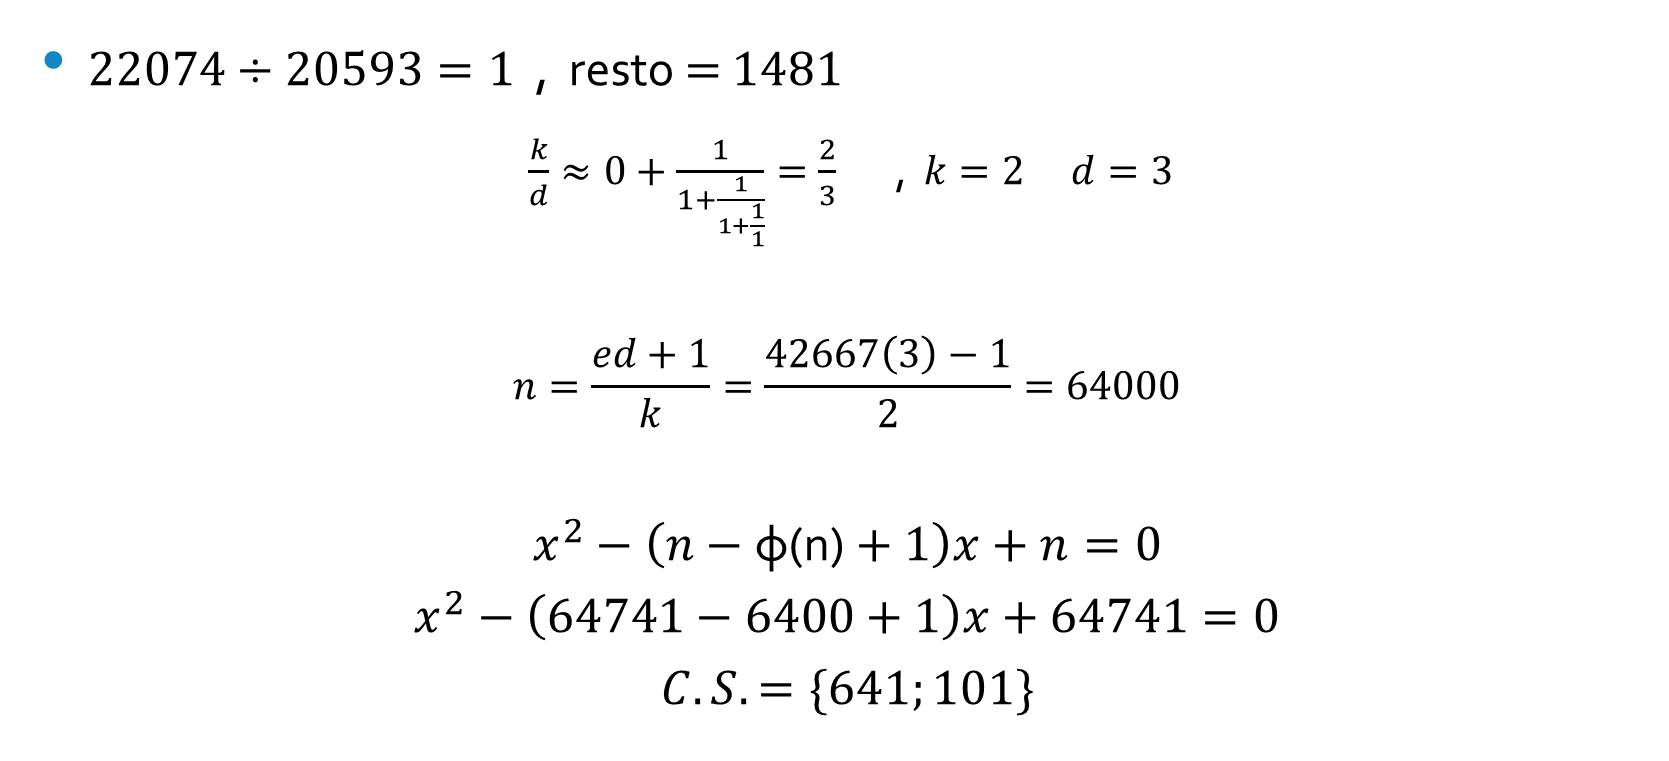 • 22074 ÷ 20593 = 1 , resto = 1481
k/d ≈ 0 + 1/(1+1/(1+1/1)) = 2/3 , k = 2 d = 3
n = (ed + 1)/k = (42667(3) − 1)/2 = 64000
x² − (n − ϕ(n) + 1)x + n = 0
x² − (64741 − 6400 + 1)x + 64741 = 0
C.S. = {641; 101}